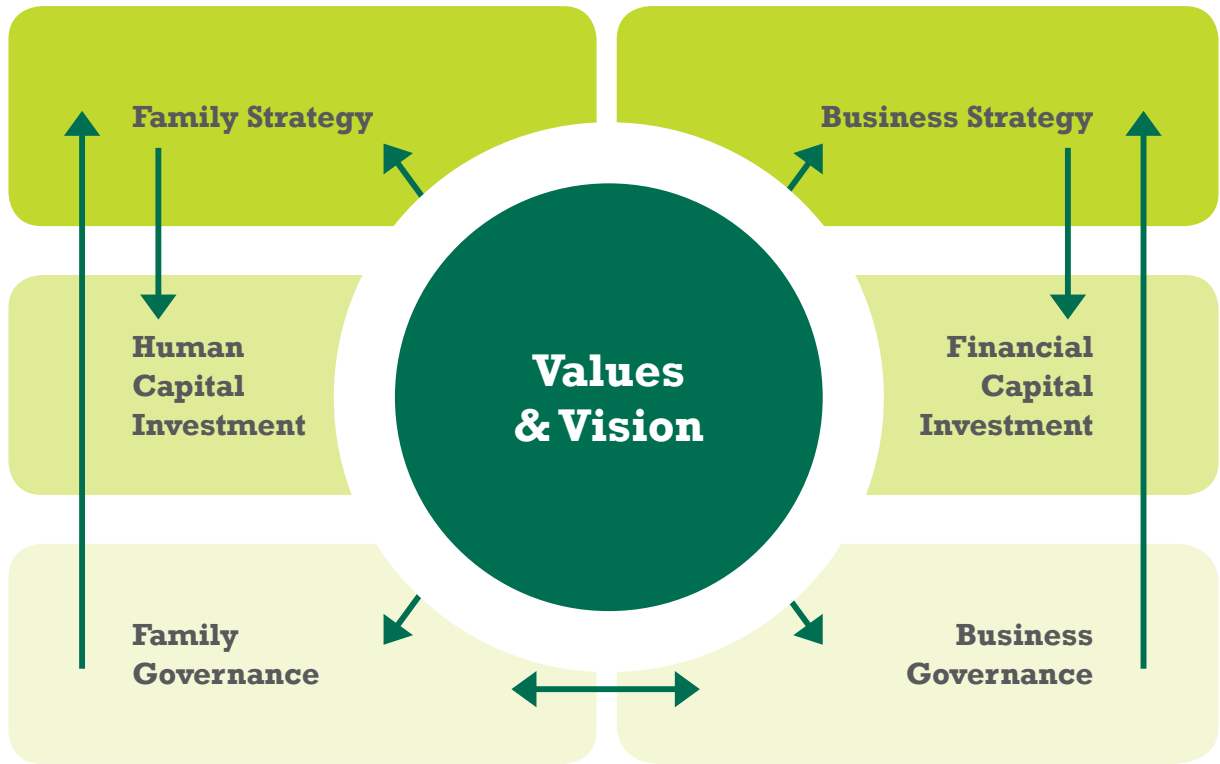 Family Strategy
Business Strategy
Human
Capital
Investment
Values
& Vision
Financial
Capital
Investment
Family
Governance
Business
Governance